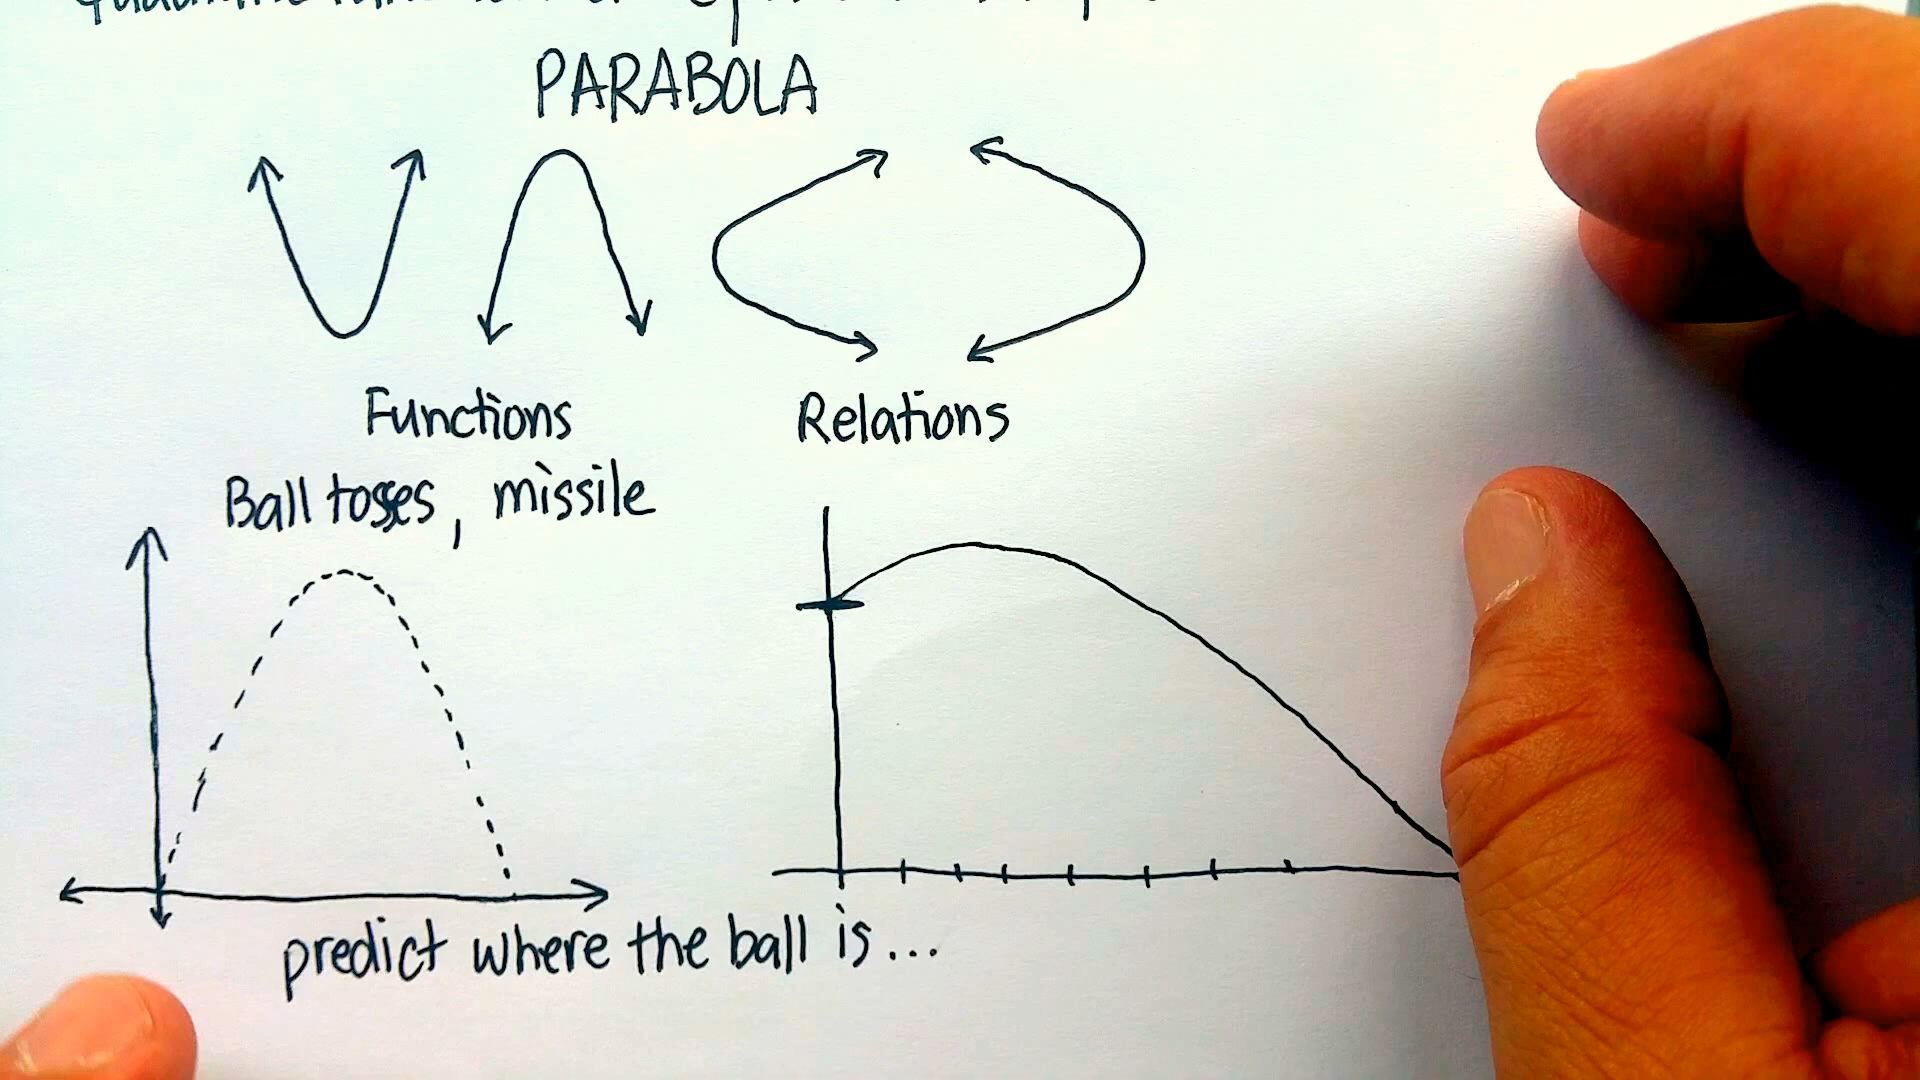 PARABOLA
Functions
Relations
Ball tosses, missile
predict where the ball is...